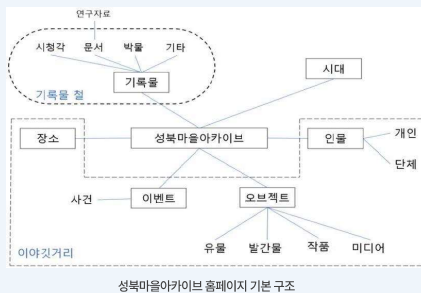 연구자료
시청각 문서 박물 기타
기록물
시대
기록물 철
장소 성북마을아카이브 인물 개인
단체
사건 이벤트 오브젝트
이야깃거리
유물 발간물 작품 미디어
성북마을아카이브 홈페이지 기본 구조